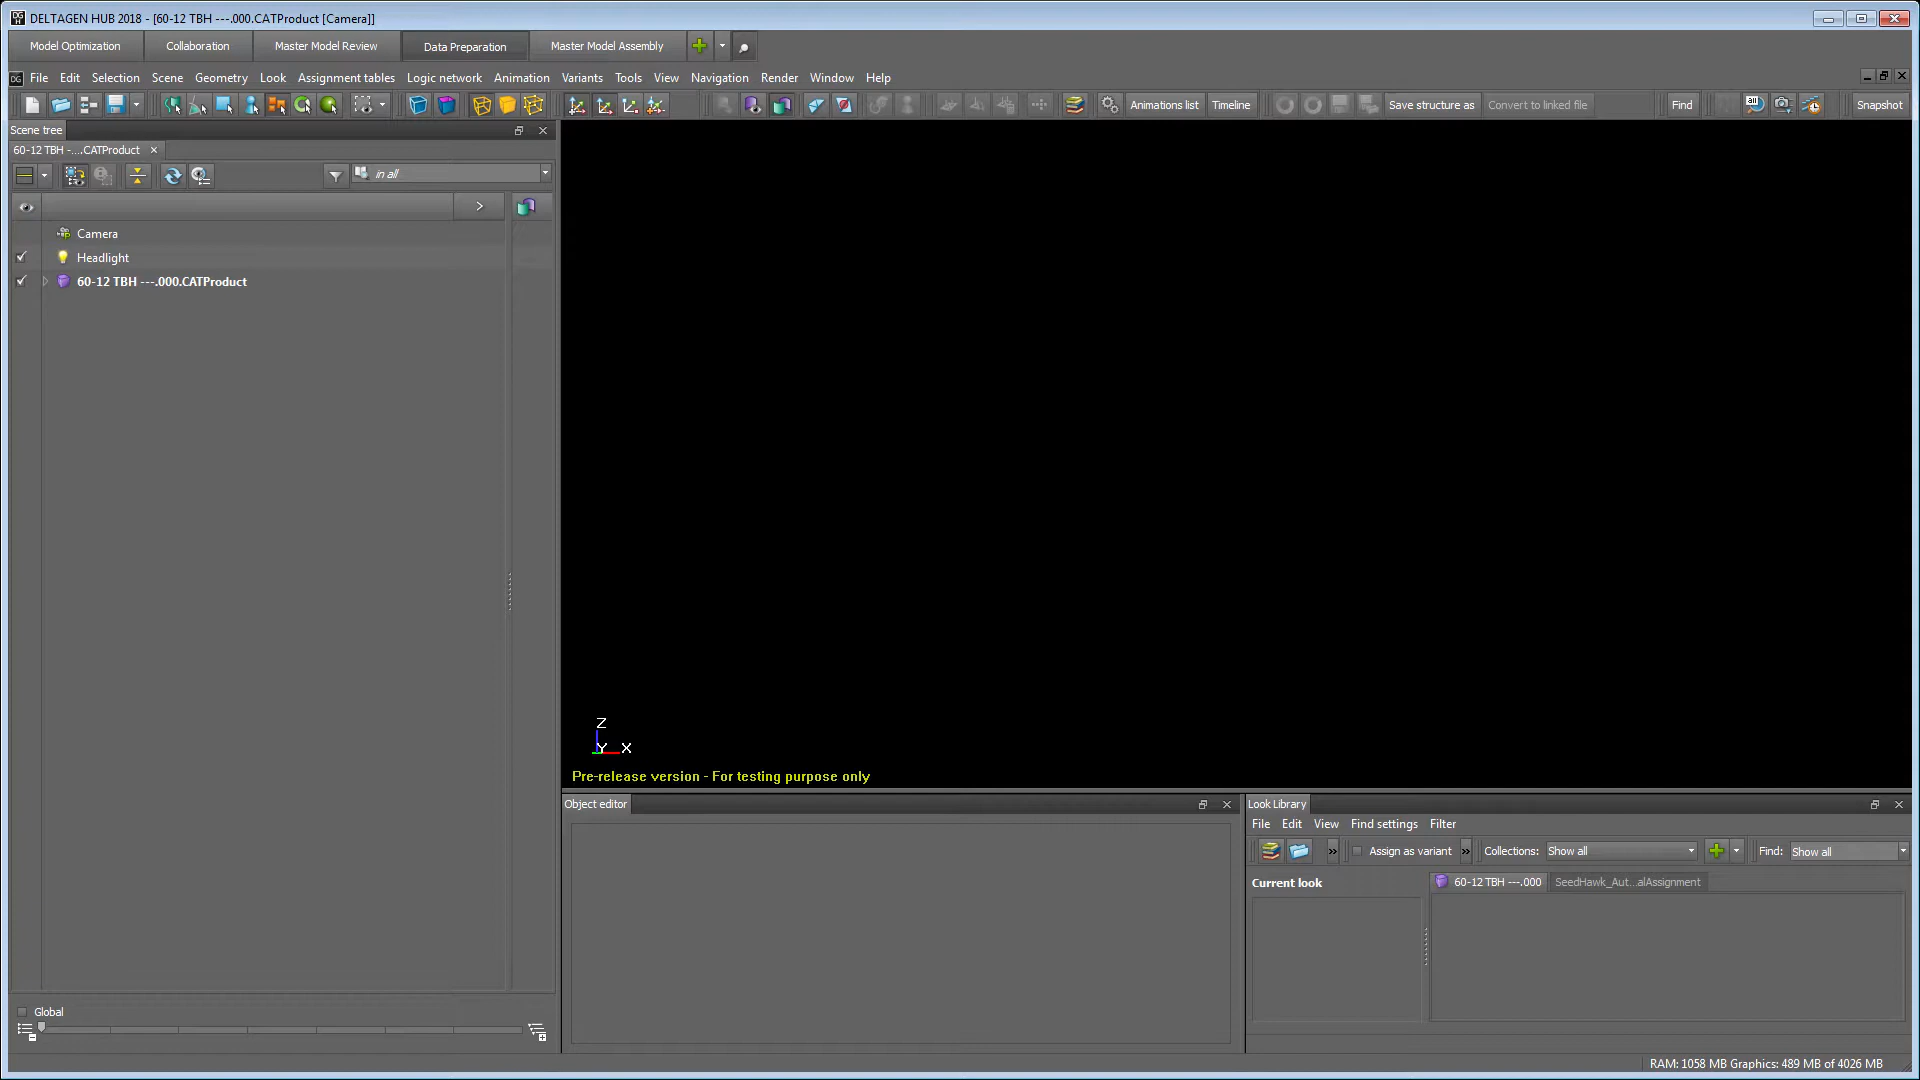 DELTAGEN HUB 2018 - [60-12 TBH ---.000.CATProduct [Camera]]
Model Optimization Collaboration Master Model Review Data Preparation Master Model Assembly
File Edit Selection Scene Geometry Look Assignment tables Logic network Animation Variants Tools View Navigation Render Window Help
Animations list Timeline Save structure as Convert to linked file Find all Snapshot
Scene tree
60-12 TBH -....CATProduct
in all
Camera
Headlight
60-12 TBH ---.000.CATProduct
Z
Y X
Pre-release version - For testing purpose only
Object editor
Look Library
File Edit View Find settings Filter
Assign as variant Collections: Show all Find: Show all
Current look
60-12 TBH ---.000 SeedHawk_Aut...alAssignment
Global
RAM: 1058 MB Graphics: 489 MB of 4026 MB